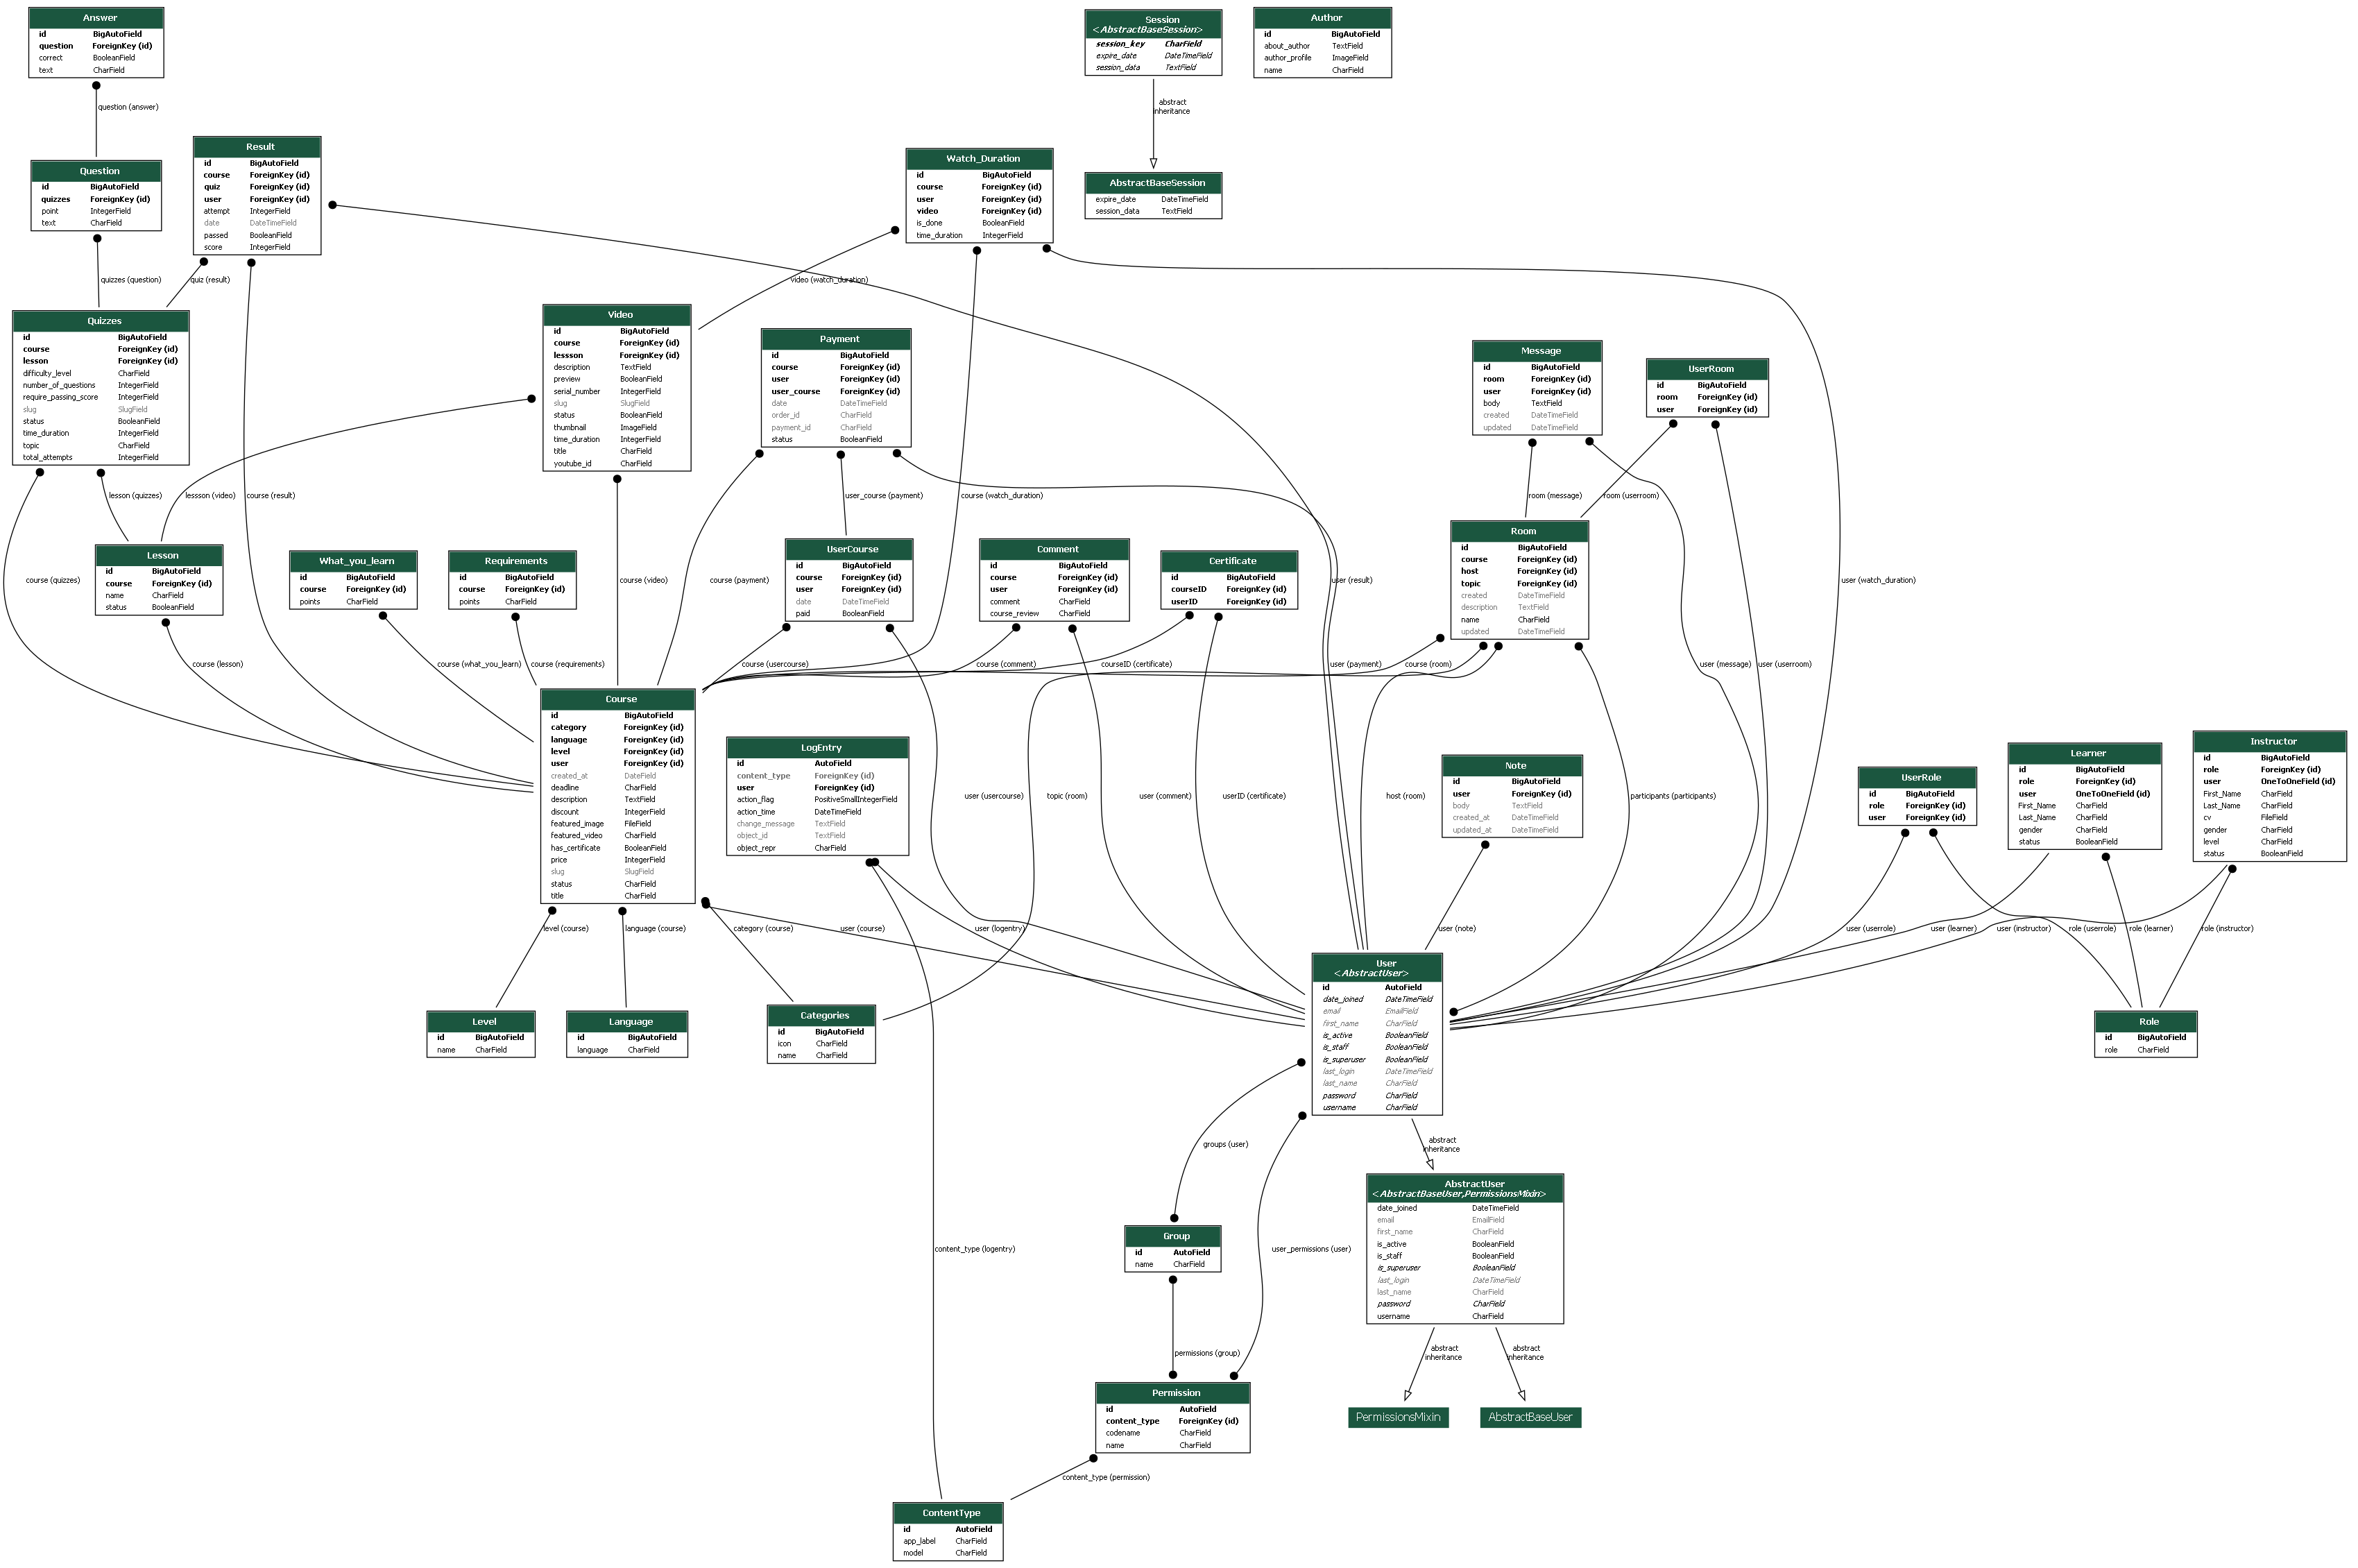 Answer
id BigAutoField
question ForeignKey (id)
correct BooleanField
text CharField
question (answer)
Session
<AbstractBaseSession>
session_key CharField
expire_date DateTimeField
session_data TextField
abstract
inheritance
AbstractBaseSession
expire_date DateTimeField
session_data TextField
Author
id BigAutoField
about_author TextField
author_profile ImageField
name CharField
Question
id BigAutoField
quizzes ForeignKey (id)
point IntegerField
text CharField
quizzes (question)
Result
id BigAutoField
course ForeignKey (id)
quiz ForeignKey (id)
user ForeignKey (id)
attempt IntegerField
date DateTimeField
passed BooleanField
score IntegerField
quiz (result)
Watch_Duration
id BigAutoField
course ForeignKey (id)
user ForeignKey (id)
video ForeignKey (id)
is_done BooleanField
time_duration IntegerField
video (watch_duration)
Quizzes
id BigAutoField
course ForeignKey (id)
lesson ForeignKey (id)
difficulty_level CharField
number_of_questions IntegerField
require_passing_score IntegerField
slug SlugField
status BooleanField
time_duration IntegerField
topic CharField
total_attempts IntegerField
Video
id BigAutoField
course ForeignKey (id)
lessson ForeignKey (id)
description TextField
preview BooleanField
serial_number IntegerField
slug SlugField
status BooleanField
thumbnail ImageField
time_duration IntegerField
title CharField
youtube_id CharField
Payment
id BigAutoField
course ForeignKey (id)
user ForeignKey (id)
user_course ForeignKey (id)
date DateTimeField
order_id CharField
payment_id CharField
status BooleanField
Message
id BigAutoField
room ForeignKey (id)
user ForeignKey (id)
body TextField
created DateTimeField
updated DateTimeField
UserRoom
id BigAutoField
room ForeignKey (id)
user ForeignKey (id)
lesson (quizzes)
lessson (video)
course (result)
user_course (payment)
course (watch_duration)
room (message)
room (userroom)
course (quizzes)
course (video)
course (payment)
user (result)
user (watch_duration)
Lesson
id BigAutoField
course ForeignKey (id)
name CharField
status BooleanField
What_you_learn
id BigAutoField
course ForeignKey (id)
points CharField
Requirements
id BigAutoField
course ForeignKey (id)
points CharField
UserCourse
id BigAutoField
course ForeignKey (id)
user ForeignKey (id)
date DateTimeField
paid BooleanField
Comment
id BigAutoField
course ForeignKey (id)
user ForeignKey (id)
comment CharField
course_review CharField
Certificate
id BigAutoField
courseID ForeignKey (id)
userID ForeignKey (id)
Room
id BigAutoField
course ForeignKey (id)
host ForeignKey (id)
topic ForeignKey (id)
created DateTimeField
description TextField
name CharField
updated DateTimeField
course (lesson)
course (what_you_learn)
course (requirements)
course (usercourse)
course (comment)
courseID (certificate)
user (payment)
course (room)
user (message)
user (userroom)
Course
id BigAutoField
category ForeignKey (id)
language ForeignKey (id)
level ForeignKey (id)
user ForeignKey (id)
created_at DateField
deadline CharField
description TextField
discount IntegerField
featured_image FileField
featured_video CharField
has_certificate BooleanField
price IntegerField
slug SlugField
status CharField
title CharField
LogEntry
id AutoField
content_type ForeignKey (id)
user ForeignKey (id)
action_flag PositiveSmallIntegerField
action_time DateTimeField
change_message TextField
object_id TextField
object_repr CharField
user (usercourse)
topic (room)
user (comment)
userID (certificate)
host (room)
Note
id BigAutoField
user ForeignKey (id)
body TextField
created_at DateTimeField
updated_at DateTimeField
participants (participants)
UserRole
id BigAutoField
role ForeignKey (id)
user ForeignKey (id)
Learner
id BigAutoField
role ForeignKey (id)
user OneToOneField (id)
First_Name CharField
Last_Name CharField
gender CharField
status BooleanField
Instructor
id BigAutoField
role ForeignKey (id)
user OneToOneField (id)
First_Name CharField
Last_Name CharField
cv FileField
gender CharField
level CharField
status BooleanField
level (course)
language (course)
category (course)
user (course)
user (logentry)
user (note)
user (userrole)
user (learner)
user (instructor)
role (userrole)
role (learner)
role (instructor)
Level
id BigAutoField
name CharField
Language
id BigAutoField
language CharField
Categories
id BigAutoField
icon CharField
name CharField
User
<AbstractUser>
id AutoField
date_joined DateTimeField
email EmailField
first_name CharField
is_active BooleanField
is_staff BooleanField
is_superuser BooleanField
last_login DateTimeField
last_name CharField
password CharField
username CharField
Role
id BigAutoField
role CharField
groups (user)
abstract
inheritance
AbstractUser
<AbstractBaseUser,PermissionsMixin>
date_joined DateTimeField
email EmailField
first_name CharField
is_active BooleanField
is_staff BooleanField
is_superuser BooleanField
last_login DateTimeField
last_name CharField
password CharField
username CharField
Group
id AutoField
name CharField
content_type (logentry)
user_permissions (user)
permissions (group)
abstract
inheritance
abstract
inheritance
Permission
id AutoField
content_type ForeignKey (id)
codename CharField
name CharField
PermissionsMixin
AbstractBaseUser
content_type (permission)
ContentType
id AutoField
app_label CharField
model CharField